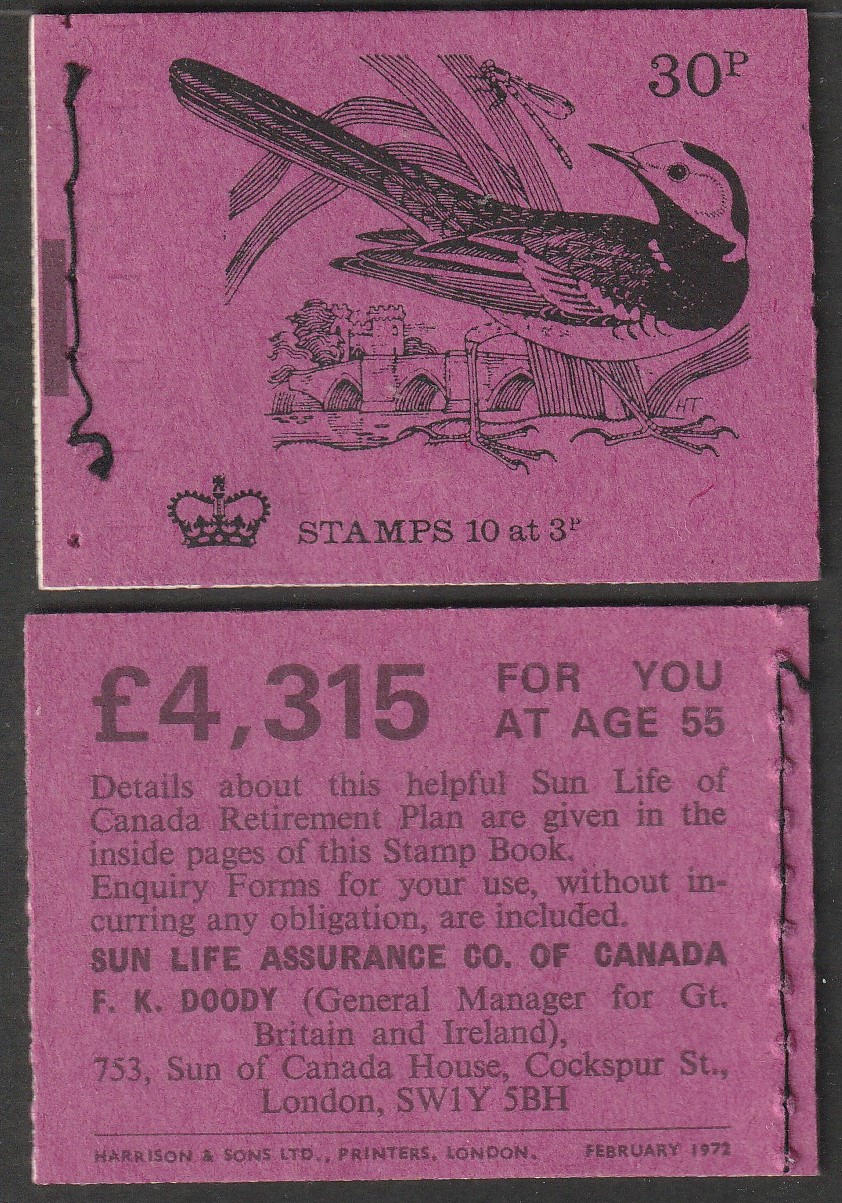 30P
HT
STAMPS 10 at 3P
£4,315 FOR YOU
AT AGE 55
Details about this helpful Sun Life of
Canada Retirement Plan are given in the
inside pages of this Stamp Book.
Enquiry Forms for your use, without in-
curring any obligation, are included.
SUN LIFE ASSURANCE CO. OF CANADA
F. K. DOODY (General Manager for Gt.
Britain and Ireland),
753, Sun of Canada House, Cockspur St.,
London, SW1Y 5BH
HARRISON & SONS LTD., PRINTERS, LONDON. FEBRUARY 1972